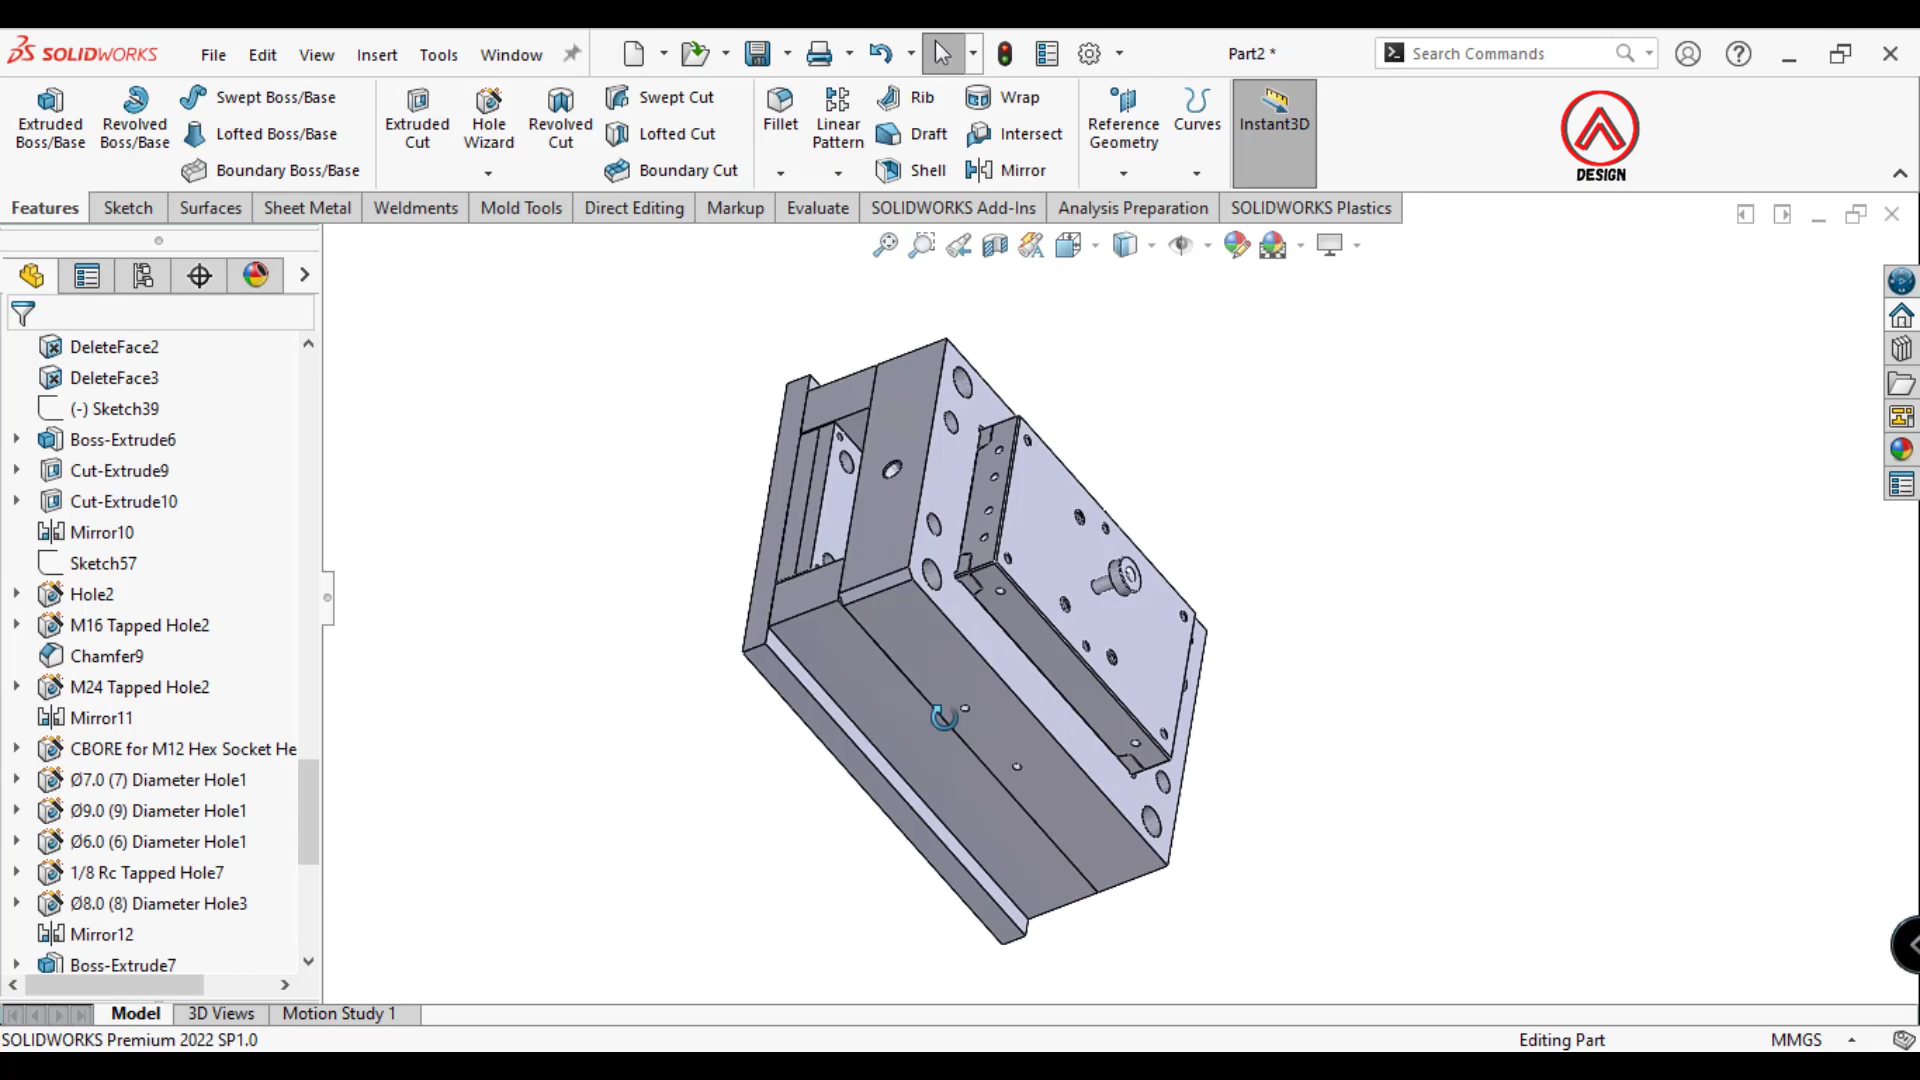 SOLIDWORKS File Edit View Insert Tools Window Part2 * Search Commands
Extruded Boss/Base
Revolved Boss/Base
Swept Boss/Base
Lofted Boss/Base
Boundary Boss/Base
Extruded Cut
Hole Wizard
Revolved Cut
Swept Cut
Lofted Cut
Boundary Cut
Fillet
Linear Pattern
Rib
Draft
Shell
Wrap
Intersect
Mirror
Reference Geometry
Curves
Instant3D
DESIGN
Features Sketch Surfaces Sheet Metal Weldments Mold Tools Direct Editing Markup Evaluate SOLIDWORKS Add-Ins Analysis Preparation SOLIDWORKS Plastics
DeleteFace2
DeleteFace3
(-) Sketch39
Boss-Extrude6
Cut-Extrude9
Cut-Extrude10
Mirror10
Sketch57
Hole2
M16 Tapped Hole2
Chamfer9
M24 Tapped Hole2
Mirror11
CBORE for M12 Hex Socket He
Ø7.0 (7) Diameter Hole1
Ø9.0 (9) Diameter Hole1
Ø6.0 (6) Diameter Hole1
1/8 Rc Tapped Hole7
Ø8.0 (8) Diameter Hole3
Mirror12
Boss-Extrude7
Model 3D Views Motion Study 1
SOLIDWORKS Premium 2022 SP1.0 Editing Part MMGS